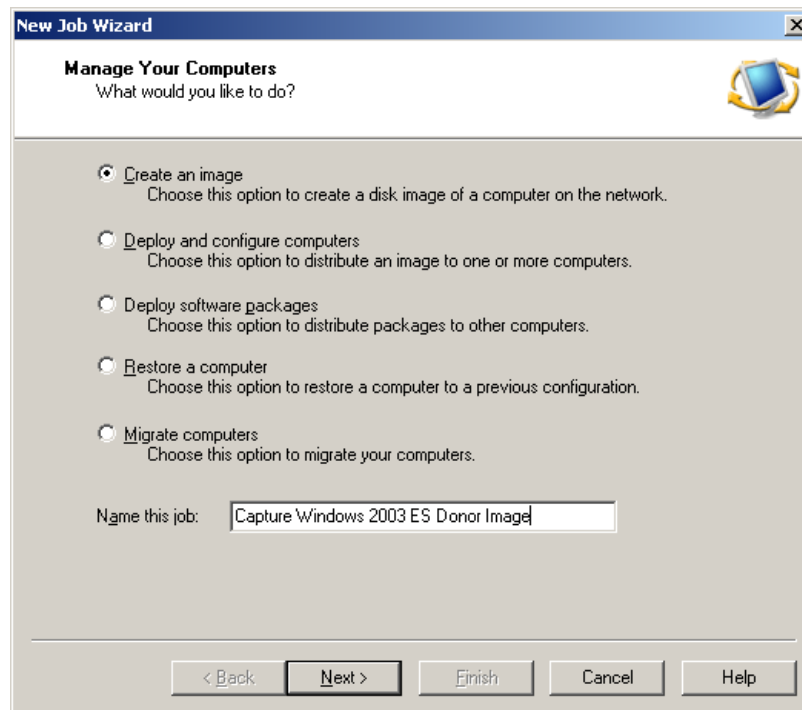 New Job Wizard
Manage Your Computers
What would you like to do?
Create an image
Choose this option to create a disk image of a computer on the network.
Deploy and configure computers
Choose this option to distribute an image to one or more computers.
Deploy software packages
Choose this option to distribute packages to other computers.
Restore a computer
Choose this option to restore a computer to a previous configuration.
Migrate computers
Choose this option to migrate your computers.
Name this job: Capture Windows 2003 ES Donor Image
< Back Next > Finish Cancel Help